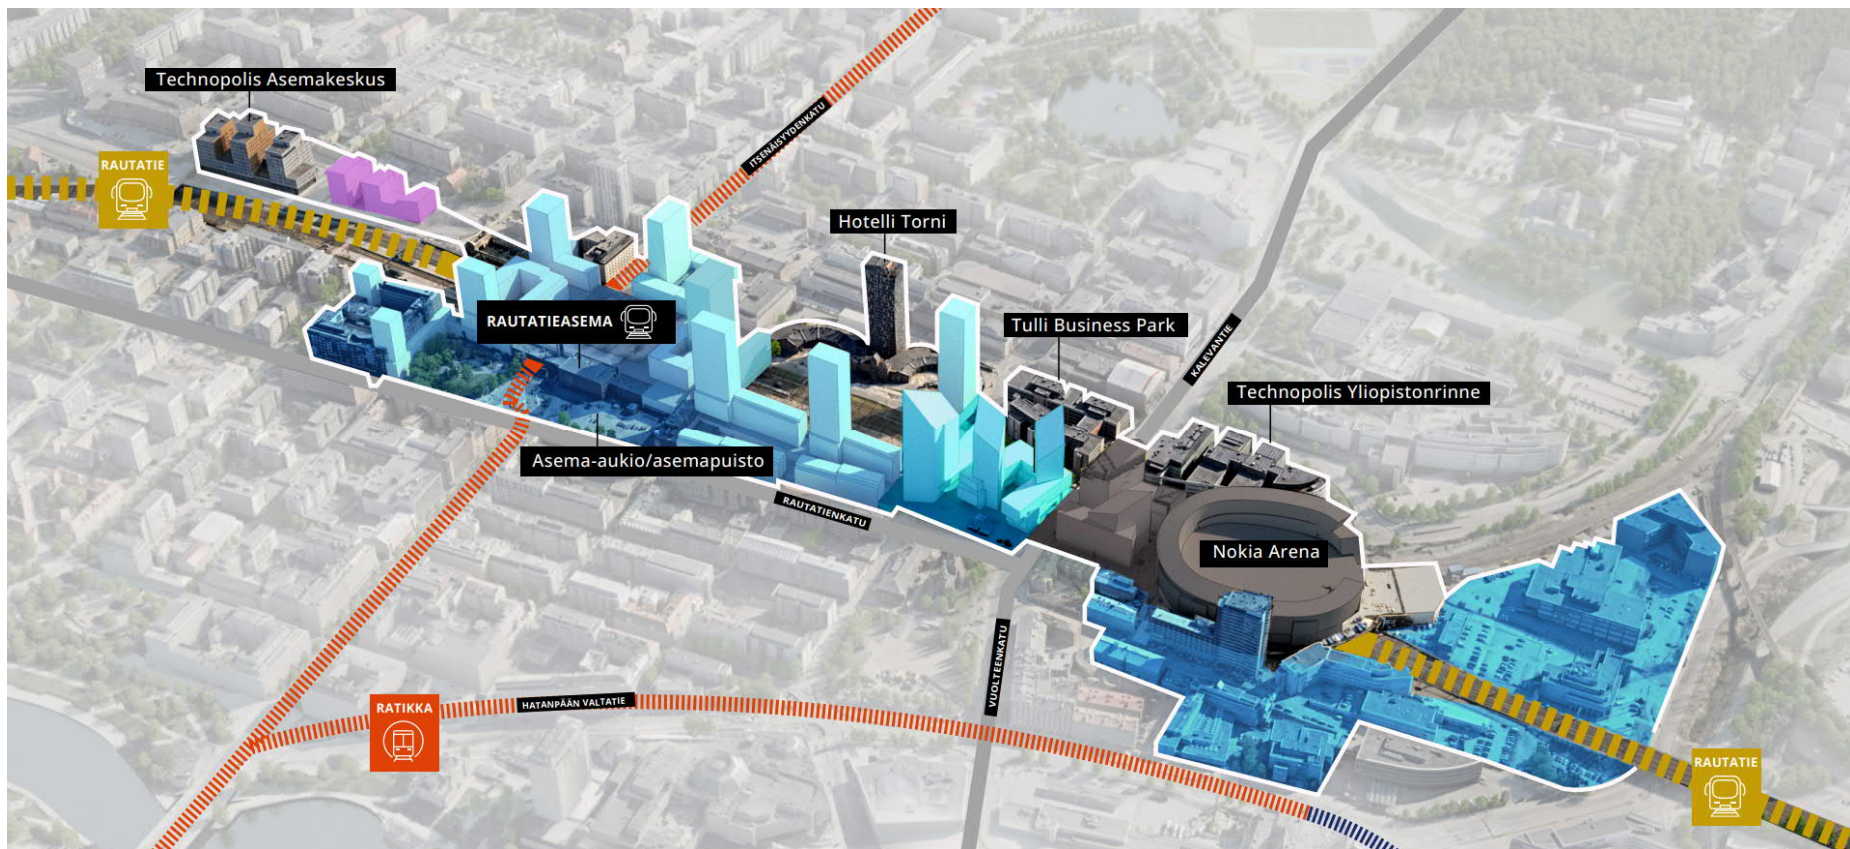 Technopolis Asemakeskus
ITSENÄISYYDENKATU
RAUTATIE
Hotelli Torni
RAUTATIEASEMA
Tulli Business Park
KALEVANTIE
Technopolis Yliopistonrinne
Asema-aukio/asemapuisto
RAUTATIENKATU
Nokia Arena
VUOLTEENKATU
HATANPÄÄN VALTATIE
RATIKKA
RAUTATIE